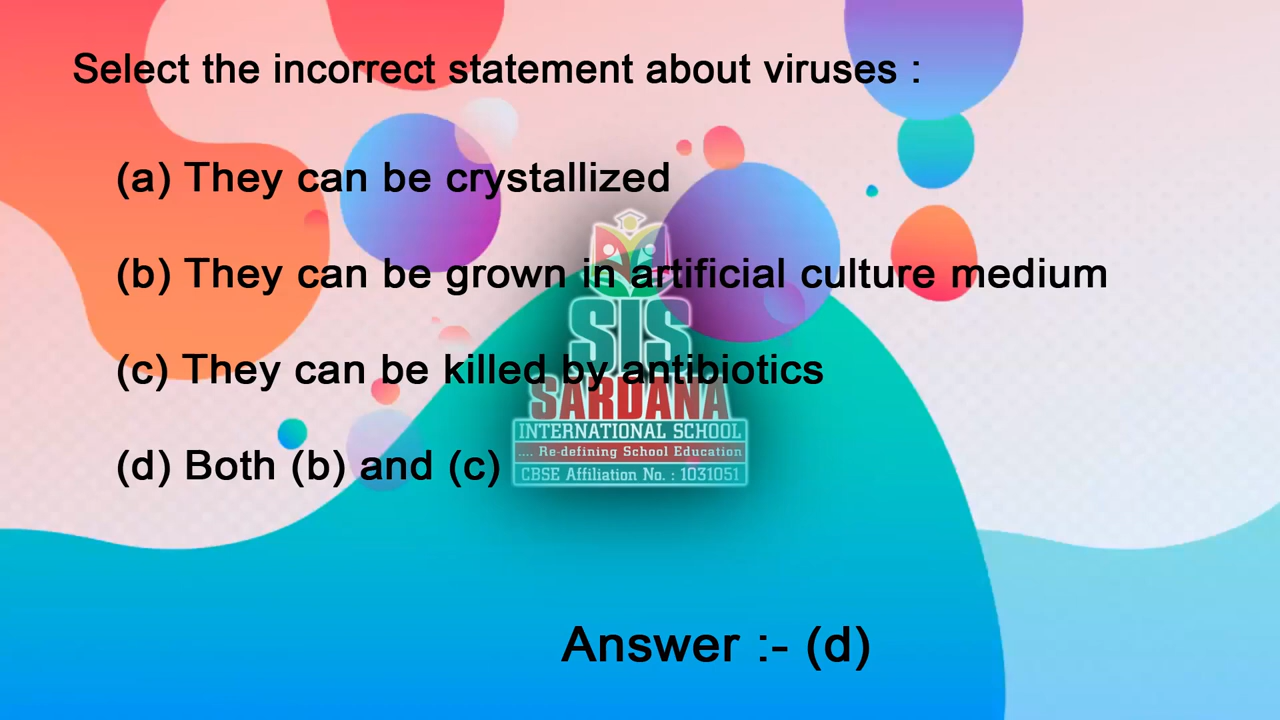 Select the incorrect statement about viruses :
(a) They can be crystallized
(b) They can be grown in artificial culture medium
(c) They can be killed by antibiotics
(d) Both (b) and (c)
SIS
SARDANA
INTERNATIONAL SCHOOL
.... Re-defining School Education
CBSE Affiliation No. : 1031051
Answer :- (d)